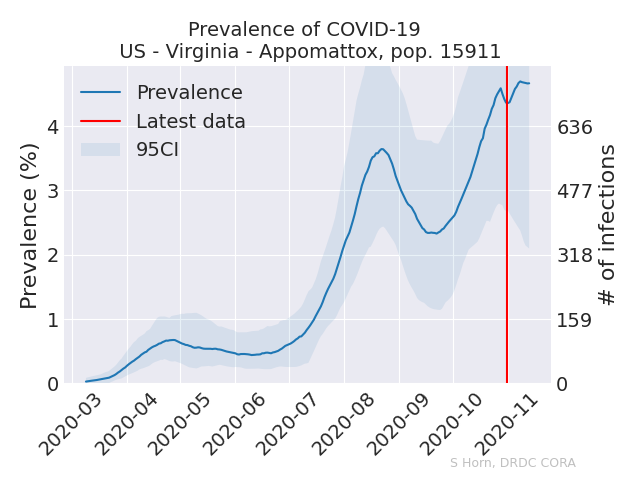 Prevalence of COVID-19
US - Virginia - Appomattox, pop. 15911
Prevalence
Latest data
95CI
Prevalence (%)
4
3
2
1
0
636
477
318
159
0
# of infections
2020-03
2020-04
2020-05
2020-06
2020-07
2020-08
2020-09
2020-10
2020-11
S Horn, DRDC CORA